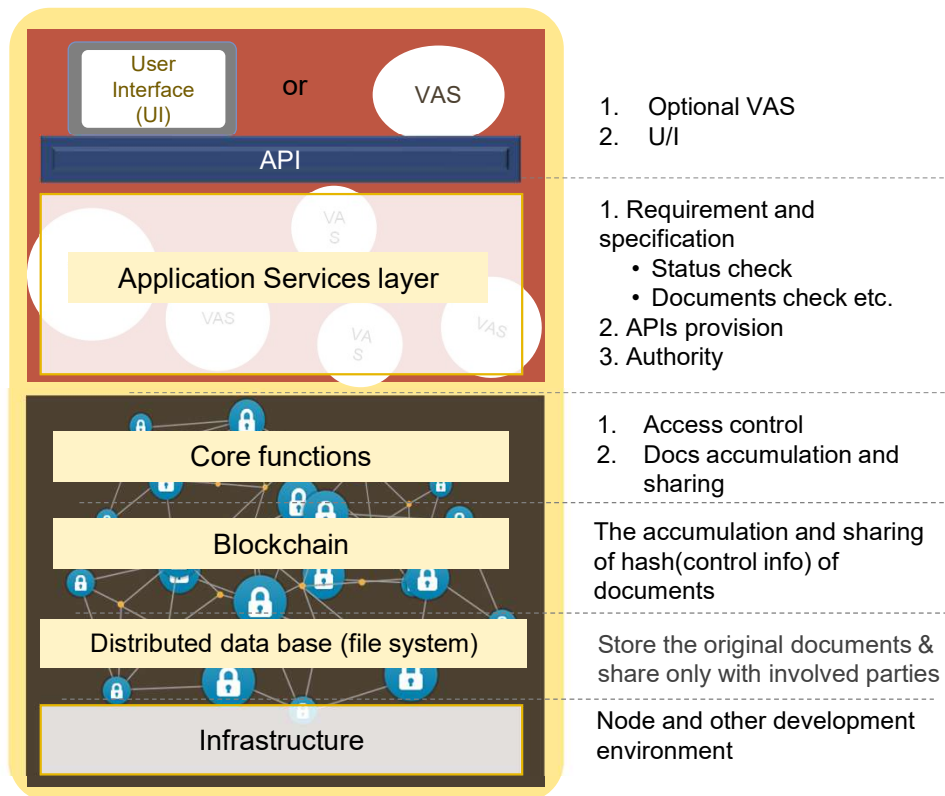 User
Interface
(UI)
or
VAS
API
1. Optional VAS
2. U/I
VA
S
Application Services layer
VAS
VA
S
VAS
1. Requirement and
specification
• Status check
• Documents check etc.
2. APIs provision
3. Authority
Core functions
1. Access control
2. Docs accumulation and
sharing
Blockchain
The accumulation and sharing
of hash(control info) of
documents
Distributed data base (file system)
Store the original documents &
share only with involved parties
Infrastructure
Node and other development
environment